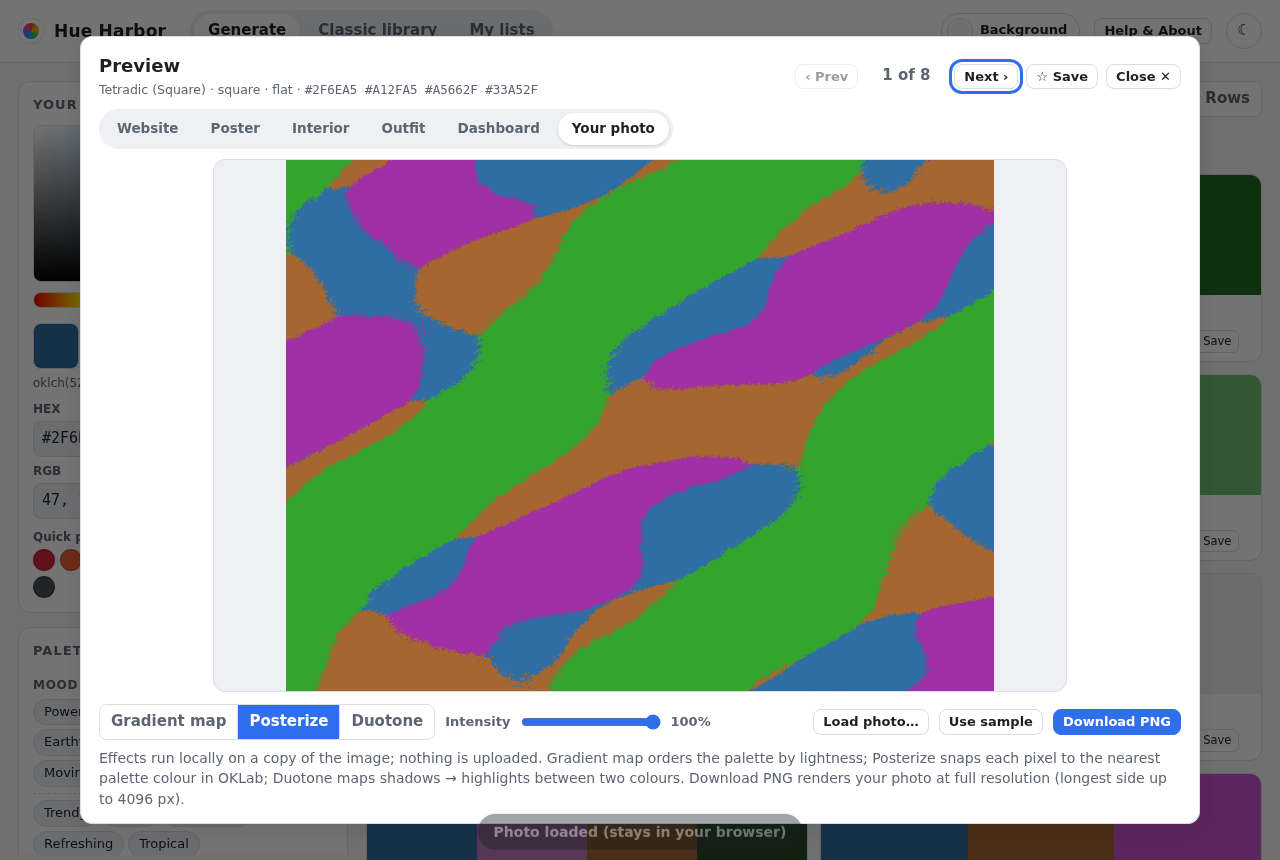 Hue Harbor
Generate
Classic library
My lists
Background
Help & About
☾
YOUR
Rows
oklch(52
HEX
RGB
47,
Quick p
PALET
MOOD
Power
Earth
Movin
Trend
Refreshing
Tropical
Save
Save
Save
Preview
Tetradic (Square) · square · flat · #2F6EA5 #A12FA5 #A5662F #33A52F
‹ Prev
1 of 8
Next ›
☆ Save
Close ✕
Website
Poster
Interior
Outfit
Dashboard
Your photo
Gradient map
Posterize
Duotone
Intensity
100%
Load photo…
Use sample
Download PNG
Effects run locally on a copy of the image; nothing is uploaded. Gradient map orders the palette by lightness; Posterize snaps each pixel to the nearest
palette colour in OKLab; Duotone maps shadows → highlights between two colours. Download PNG renders your photo at full resolution (longest side up
to 4096 px).
Photo loaded (stays in your browser)